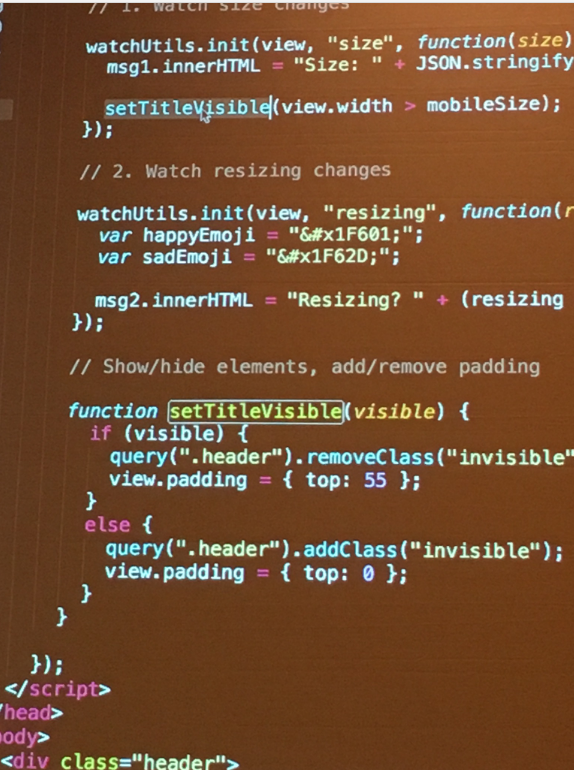 // 1. Watch size changes
watchUtils.init(view, "size", function(size)
msg1.innerHTML = "Size: " + JSON.stringify
setTitleVisible(view.width > mobileSize);
});
// 2. Watch resizing changes
watchUtils.init(view, "resizing", function(r
var happyEmoji = "&#x1F601;";
var sadEmoji = "&#x1F62D;";
msg2.innerHTML = "Resizing? " + (resizing
});
// Show/hide elements, add/remove padding
function setTitleVisible(visible) {
if (visible) {
query(".header").removeClass("invisible"
view.padding = { top: 55 };
}
else {
query(".header").addClass("invisible");
view.padding = { top: 0 };
}
}
});
</script>
/head>
ody>
<div class="header">